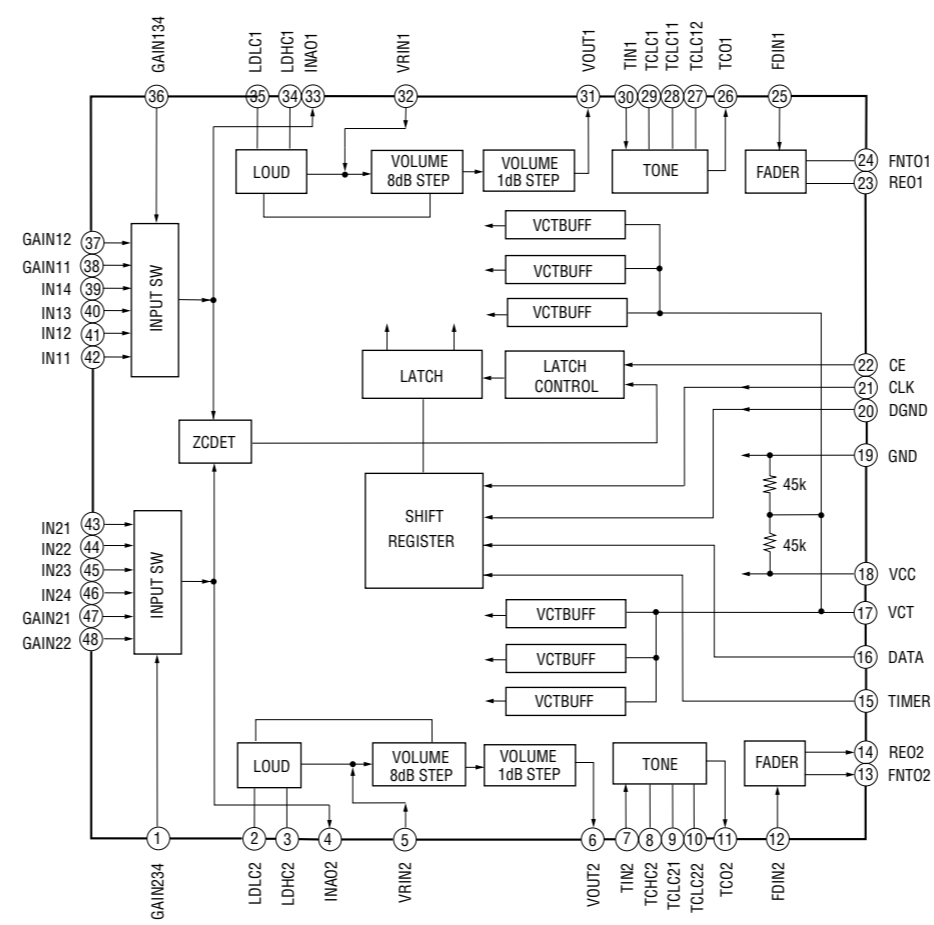 GAIN134
LDLC1
LDHC1
INAO1
VRIN1
VOUT1
TIN1
TCLC1
TCLC11
TCLC12
TCO1
FDIN1
36
35
34
33
32
31
30
29
28
27
26
25
LOUD
VOLUME
8dB STEP
VOLUME
1dB STEP
TONE
FADER
24 FNTO1
23 REO1
GAIN12 37
GAIN11 38
IN14 39
IN13 40
IN12 41
IN11 42
INPUT SW
VCTBUFF
VCTBUFF
VCTBUFF
LATCH
LATCH
CONTROL
22 CE
21 CLK
20 DGND
ZCDET
19 GND
45k
45k
SHIFT
REGISTER
IN21 43
IN22 44
IN23 45
IN24 46
GAIN21 47
GAIN22 48
INPUT SW
18 VCC
17 VCT
16 DATA
15 TIMER
VCTBUFF
VCTBUFF
VCTBUFF
LOUD
VOLUME
8dB STEP
VOLUME
1dB STEP
TONE
FADER
14 REO2
13 FNTO2
1
2
3
4
5
6
7
8
9
10
11
12
GAIN234
LDLC2
LDHC2
INAO2
VRIN2
VOUT2
TIN2
TCHC2
TCLC21
TCLC22
TCO2
FDIN2